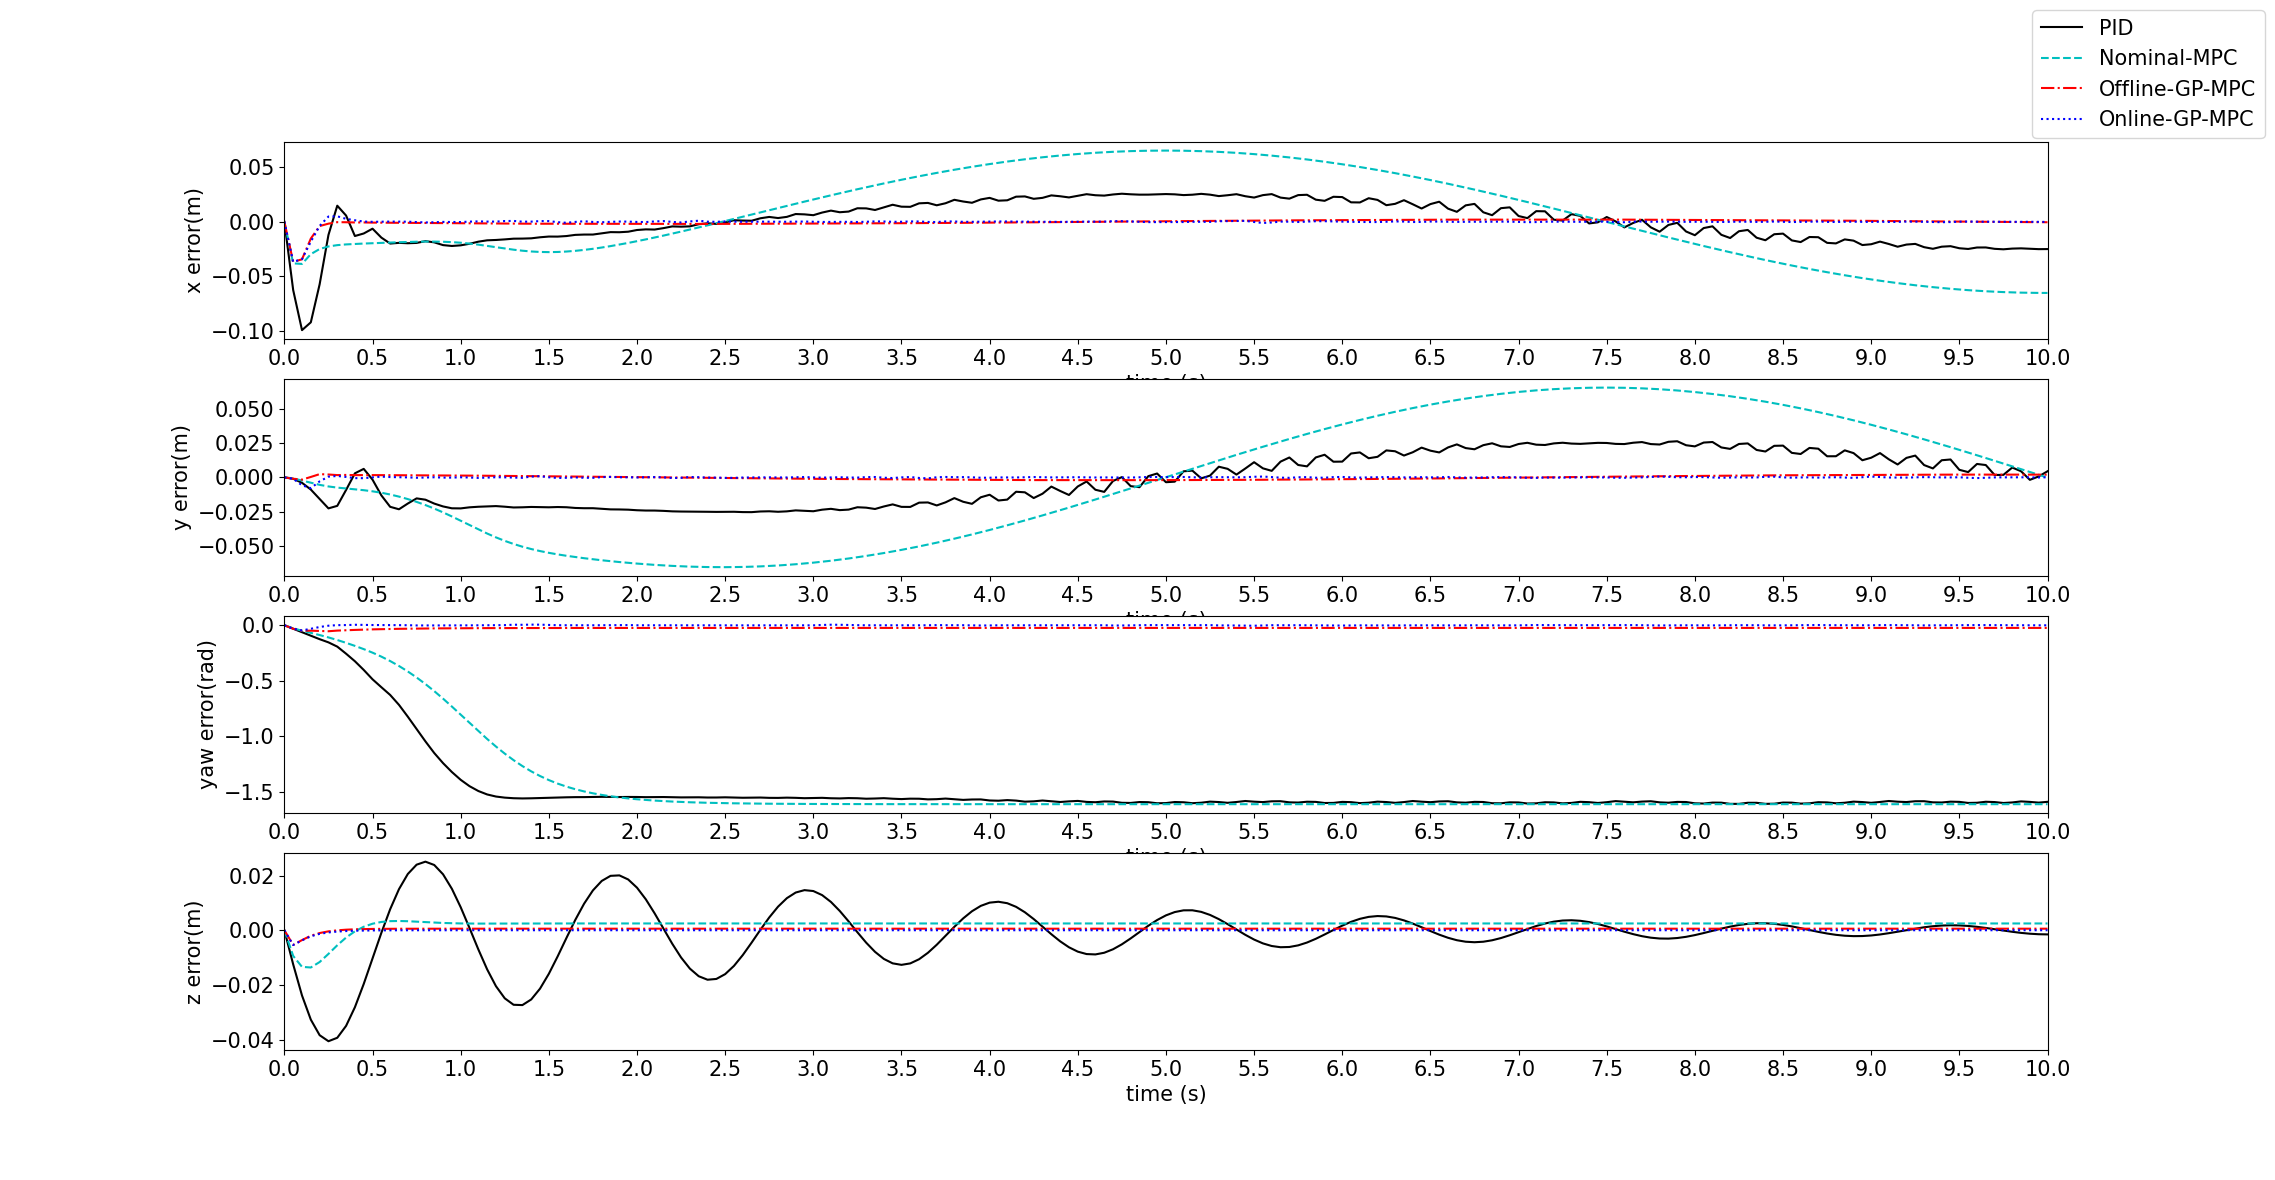 PID
Nominal-MPC
Offline-GP-MPC
Online-GP-MPC
x error(m)
0.05
0.00
−0.05
−0.10
0.0 0.5 1.0 1.5 2.0 2.5 3.0 3.5 4.0 4.5 5.0 5.5 6.0 6.5 7.0 7.5 8.0 8.5 9.0 9.5 10.0
time (s)
y error(m)
0.050
0.025
0.000
−0.025
−0.050
0.0 0.5 1.0 1.5 2.0 2.5 3.0 3.5 4.0 4.5 5.0 5.5 6.0 6.5 7.0 7.5 8.0 8.5 9.0 9.5 10.0
time (s)
yaw error(rad)
0.0
−0.5
−1.0
−1.5
0.0 0.5 1.0 1.5 2.0 2.5 3.0 3.5 4.0 4.5 5.0 5.5 6.0 6.5 7.0 7.5 8.0 8.5 9.0 9.5 10.0
time (s)
z error(m)
0.02
0.00
−0.02
−0.04
0.0 0.5 1.0 1.5 2.0 2.5 3.0 3.5 4.0 4.5 5.0 5.5 6.0 6.5 7.0 7.5 8.0 8.5 9.0 9.5 10.0
time (s)